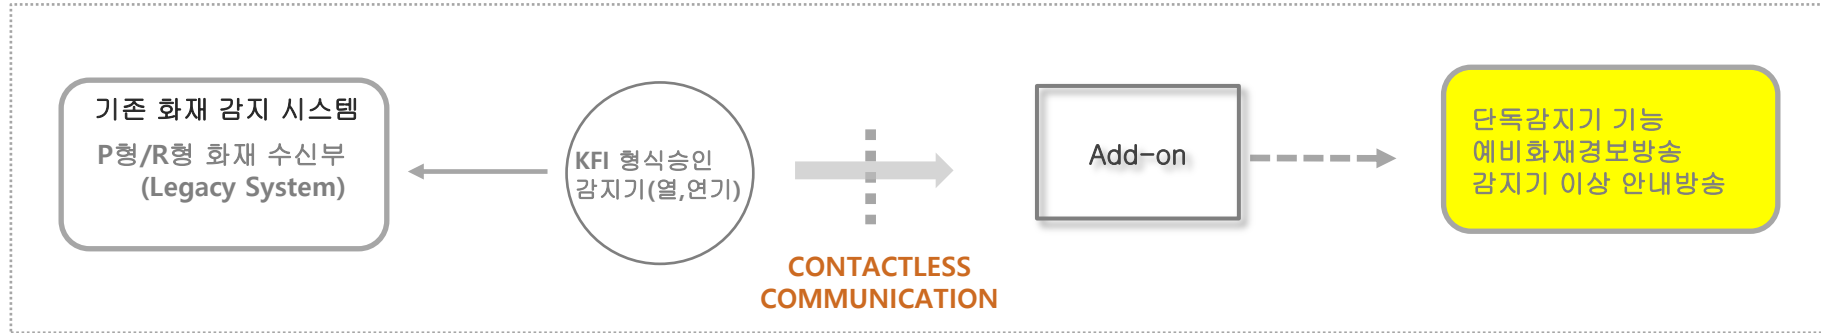 기존 화재 감지 시스템
P형/R형 화재 수신부
(Legacy System)
KFI 형식승인
감지기(열,연기)
CONTACTLESS
COMMUNICATION
Add-on
단독감지기 기능
예비화재경보방송
감지기 이상 안내방송